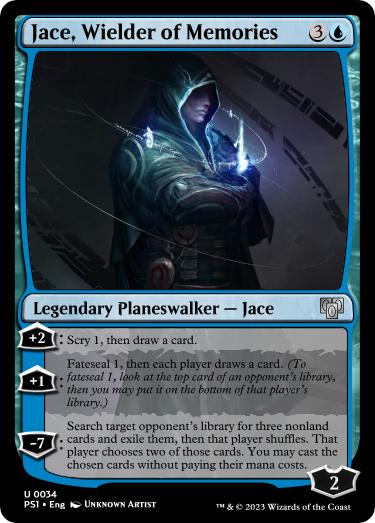 Jace, Wielder of Memories 3
Legendary Planeswalker — Jace
+2: Scry 1, then draw a card.
Fateseal 1, then each player draws a card. (To
+1: fateseal 1, look at the top card of an opponent's library,
then you may put it on the bottom of that player's
library.)
Search target opponent's library for three nonland
cards and exile them, then that player shuffles. That
-7: player chooses two of those cards. You may cast the
chosen cards without paying their mana costs.
2
U 0034
PS1 • Eng Unknown Artist
™ & © 2023 Wizards of the Coast